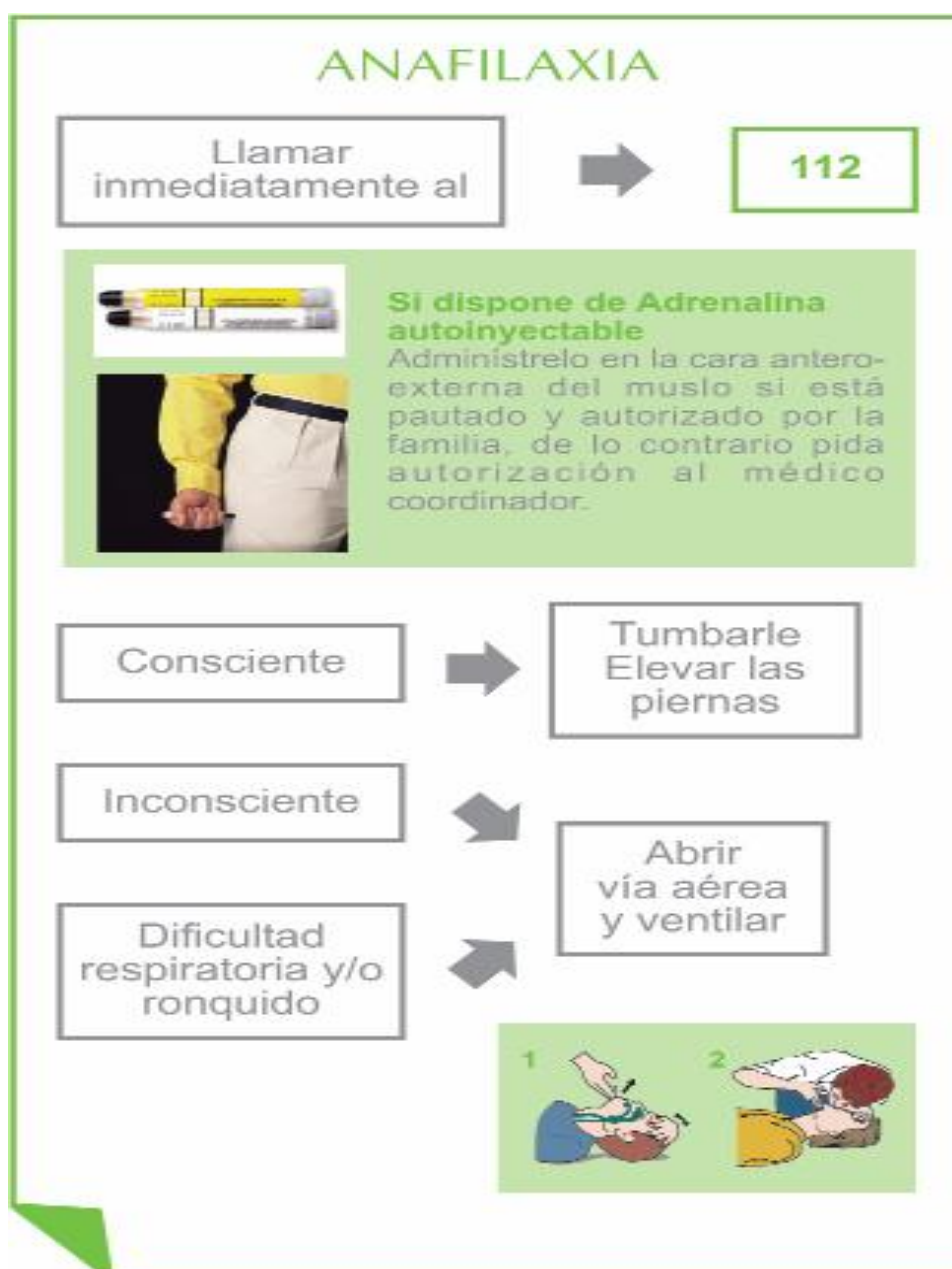 ANAFILAXIA
Llamar
inmediatamente al
112
Si dispone de Adrenalina
autoinyectable
Adminístrelo en la cara antero-
externa del muslo si está
pautado y autorizado por la
familia, de lo contrario pida
autorización al médico
coordinador.
Consciente
Tumbarle
Elevar las
piernas
Inconsciente
Dificultad
respiratoria y/o
ronquido
Abrir
vía aérea
y ventilar
1
2